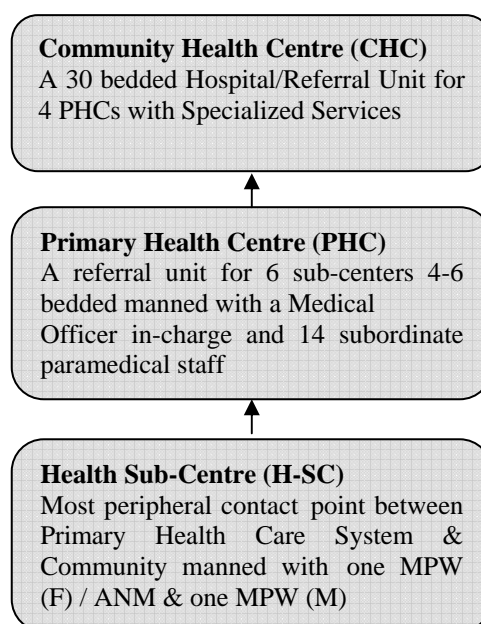 Community Health Centre (CHC)
A 30 bedded Hospital/Referral Unit for
4 PHCs with Specialized Services
Primary Health Centre (PHC)
A referral unit for 6 sub-centers 4-6
bedded manned with a Medical
Officer in-charge and 14 subordinate
paramedical staff
Health Sub-Centre (H-SC)
Most peripheral contact point between
Primary Health Care System &
Community manned with one MPW
(F) / ANM & one MPW (M)